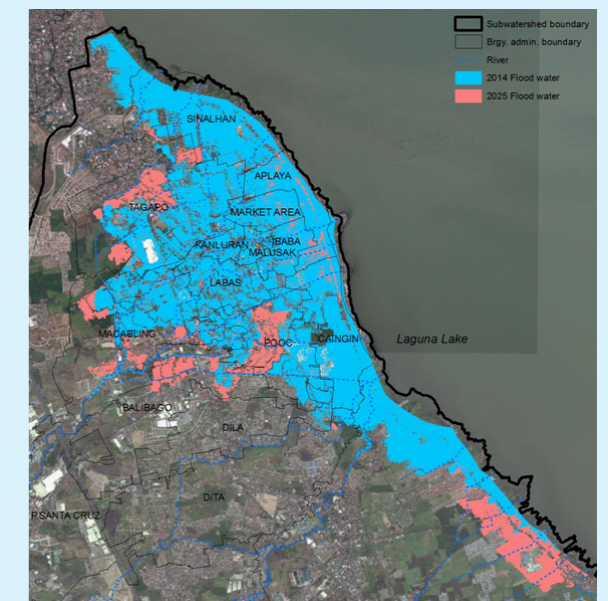 Subwatershed boundary
Brgy. admin. boundary
River
2014 Flood water
2025 Flood water
SINALHAN
APLAYA
TAGAPO
MARKET AREA
KANLURAN
IBABA
MALUSAK
LABAS
MACABLING
POOC
CAINGIN
Laguna Lake
BALIBAGO
DILA
DITA
P.SANTA CRUZ